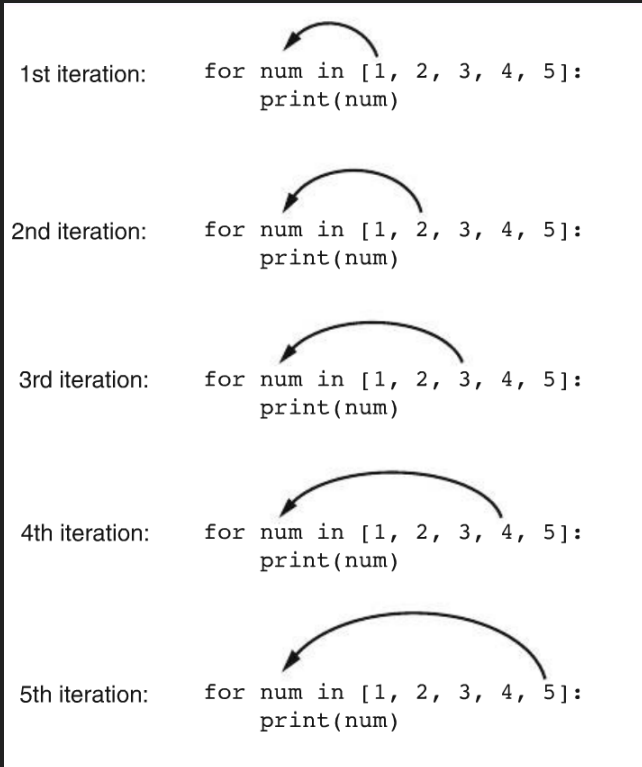 1st iteration: for num in [1, 2, 3, 4, 5]:
print(num)
2nd iteration: for num in [1, 2, 3, 4, 5]:
print(num)
3rd iteration: for num in [1, 2, 3, 4, 5]:
print(num)
4th iteration: for num in [1, 2, 3, 4, 5]:
print(num)
5th iteration: for num in [1, 2, 3, 4, 5]:
print(num)